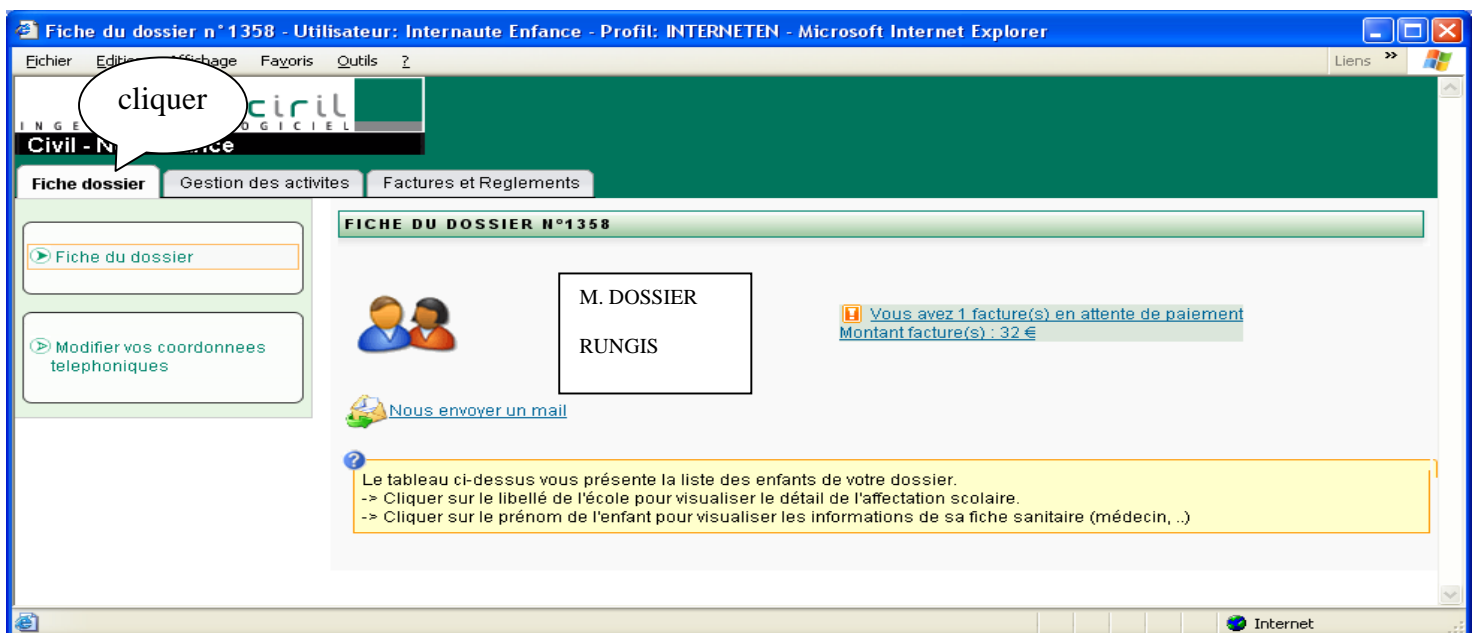 Fiche du dossier n°1358 - Utilisateur: Internaute Enfance - Profil: INTERNETEN - Microsoft Internet Explorer
Fichier Favoris Outils ? Liens »
cliquer
ciril
Civil -
Fiche dossier Gestion des activites Factures et Reglements
FICHE DU DOSSIER N°1358
Fiche du dossier
Modifier vos coordonnees
telephoniques
M. DOSSIER
RUNGIS
Vous avez 1 facture(s) en attente de paiement
Montant facture(s) : 32 €
Nous envoyer un mail
Le tableau ci-dessus vous présente la liste des enfants de votre dossier.
-> Cliquer sur le libellé de l'école pour visualiser le détail de l'affectation scolaire.
-> Cliquer sur le prénom de l'enfant pour visualiser les informations de sa fiche sanitaire (médecin, ..)
Internet